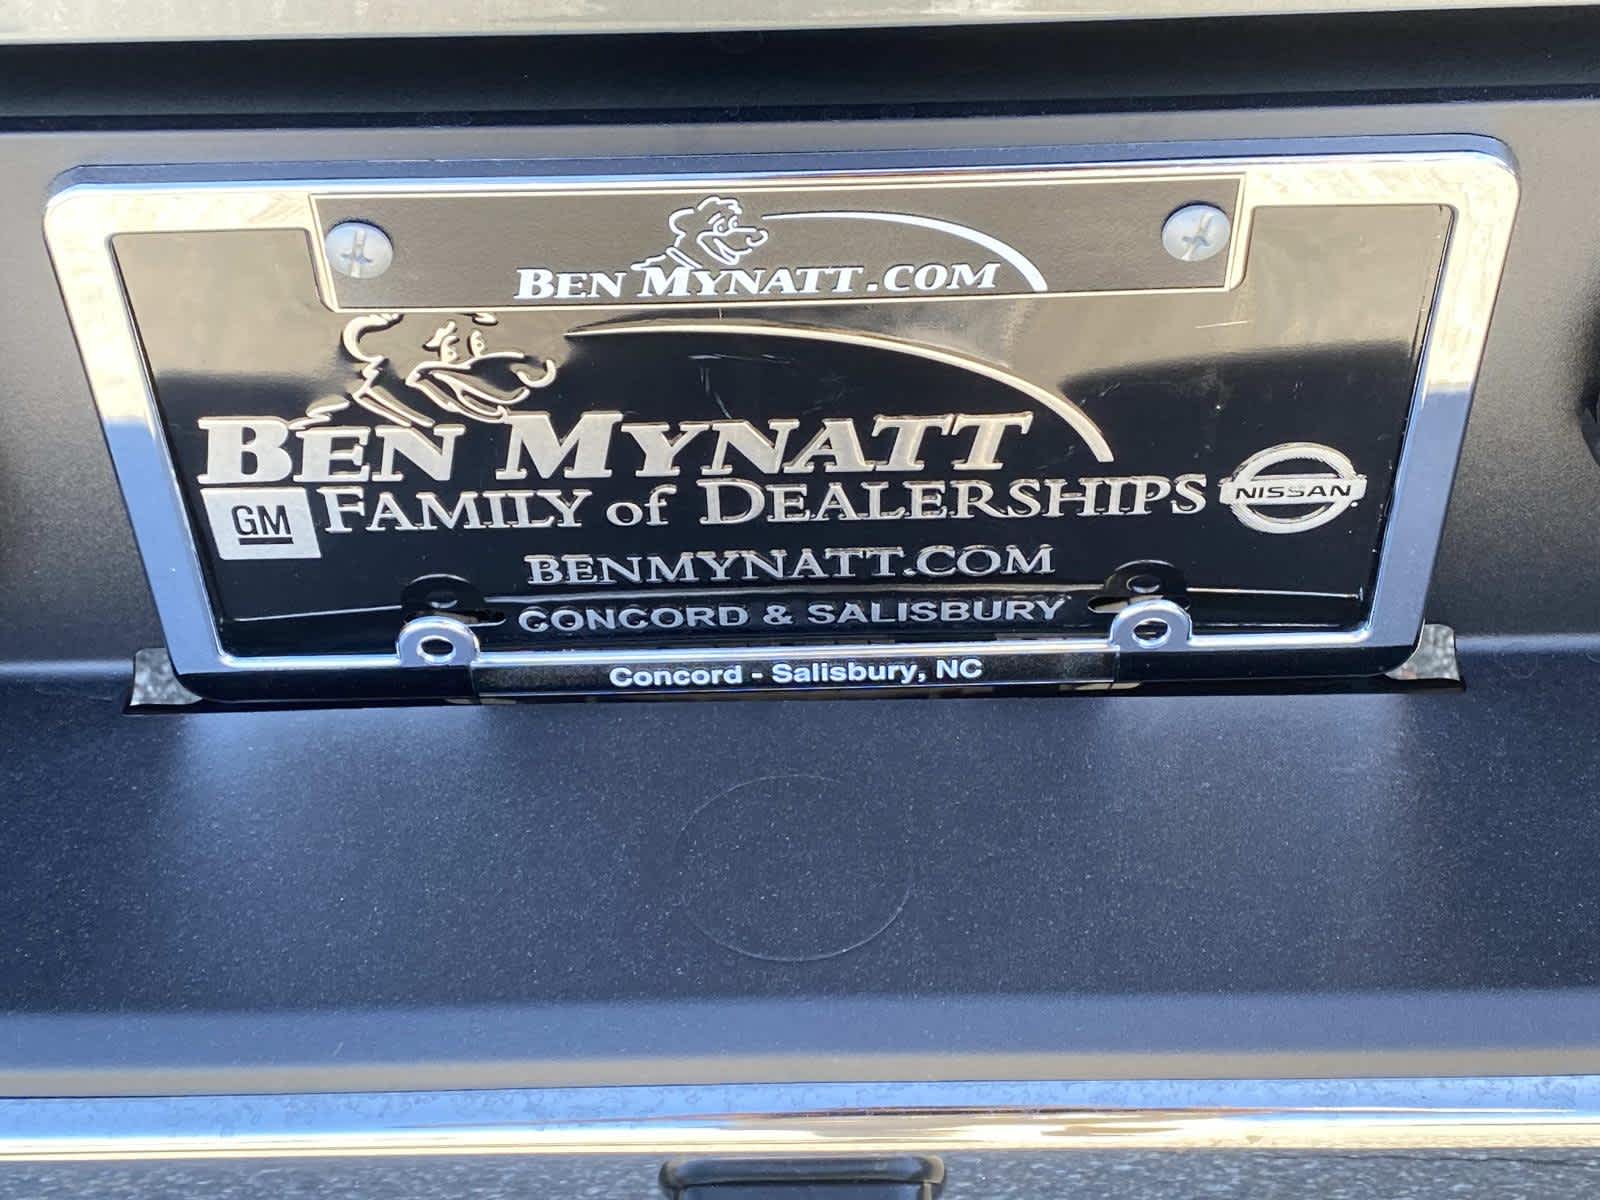 BEN MYNATT.COM
BEN MYNATT
GM FAMILY of DEALERSHIPS NISSAN
BENMYNATT.COM
CONCORD & SALISBURY
Concord - Salisbury, NC